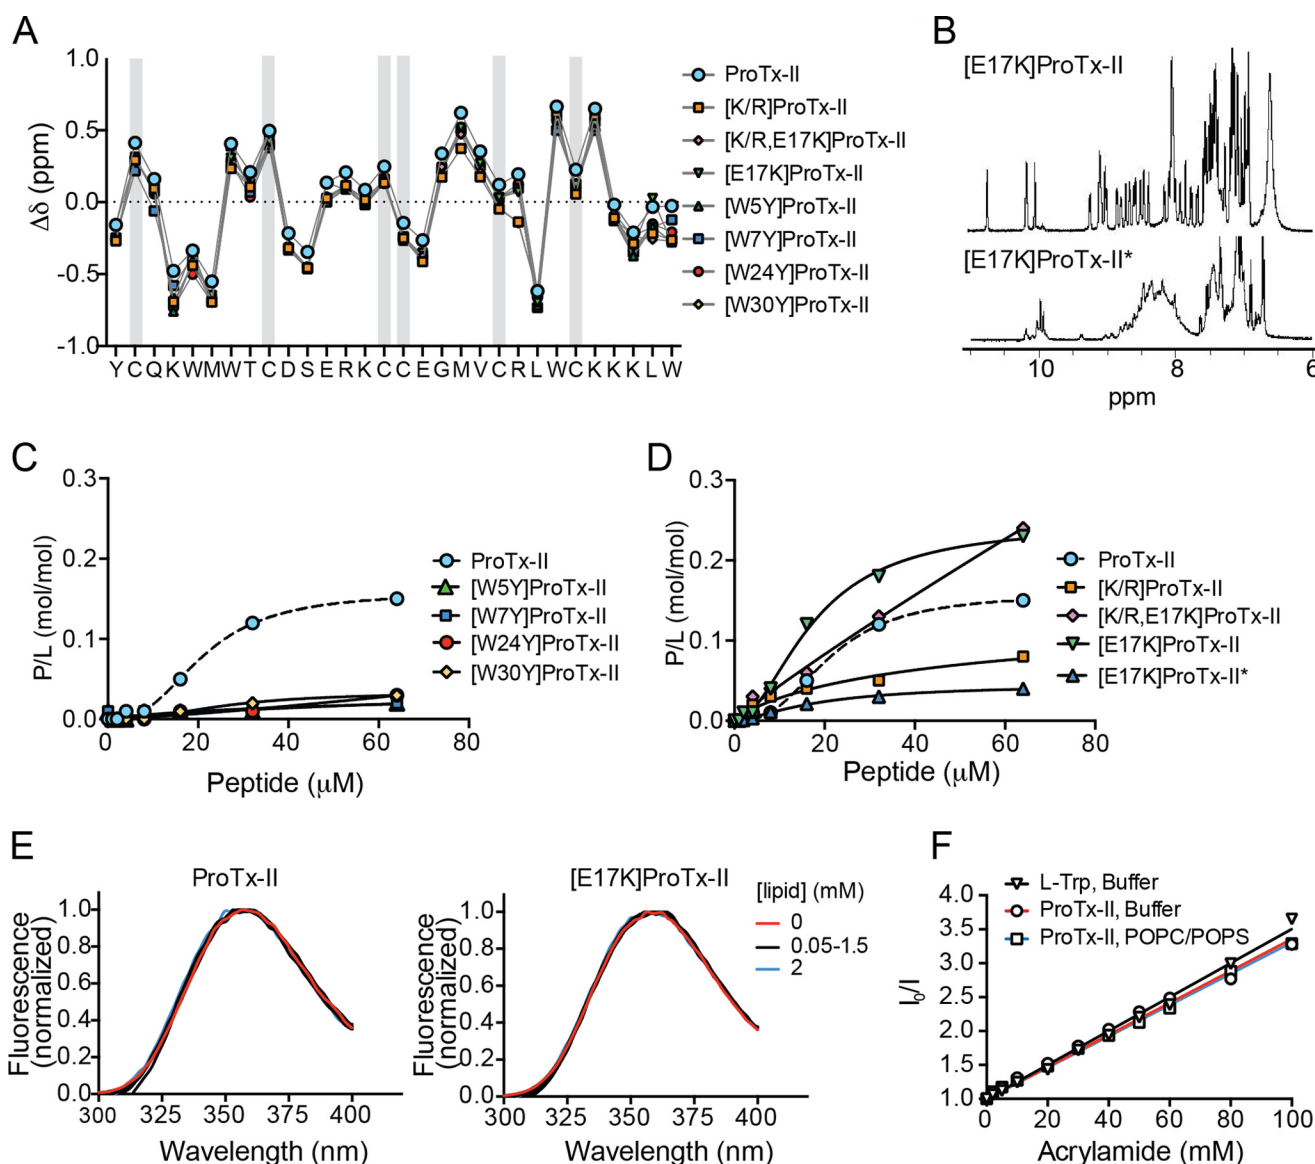 A
Δδ (ppm)
1.0
0.5
0.0
-0.5
-1.0
Y C Q K W M W T C D S E R K C C E G M V C R L W C K K K L W
ProTx-II
[K/R]ProTx-II
[K/R,E17K]ProTx-II
[E17K]ProTx-II
[W5Y]ProTx-II
[W7Y]ProTx-II
[W24Y]ProTx-II
[W30Y]ProTx-II
B
[E17K]ProTx-II
[E17K]ProTx-II*
10 8 6
ppm
C
P/L (mol/mol)
0.3
0.2
0.1
0.0
0 20 40 60 80
Peptide (μM)
ProTx-II
[W5Y]ProTx-II
[W7Y]ProTx-II
[W24Y]ProTx-II
[W30Y]ProTx-II
D
P/L (mol/mol)
0.3
0.2
0.1
0.0
0 20 40 60 80
Peptide (μM)
ProTx-II
[K/R]ProTx-II
[K/R,E17K]ProTx-II
[E17K]ProTx-II
[E17K]ProTx-II*
E
ProTx-II
Fluorescence
(normalized)
1.0
0.8
0.6
0.4
0.2
0.0
300 325 350 375 400
Wavelength (nm)
[E17K]ProTx-II
Fluorescence
(normalized)
1.0
0.8
0.6
0.4
0.2
0.0
300 325 350 375 400
Wavelength (nm)
[lipid] (mM)
0
0.05-1.5
2
F
L-Trp, Buffer
ProTx-II, Buffer
ProTx-II, POPC/POPS
I0/I
4.0
3.5
3.0
2.5
2.0
1.5
1.0
0 20 40 60 80 100
Acrylamide (mM)